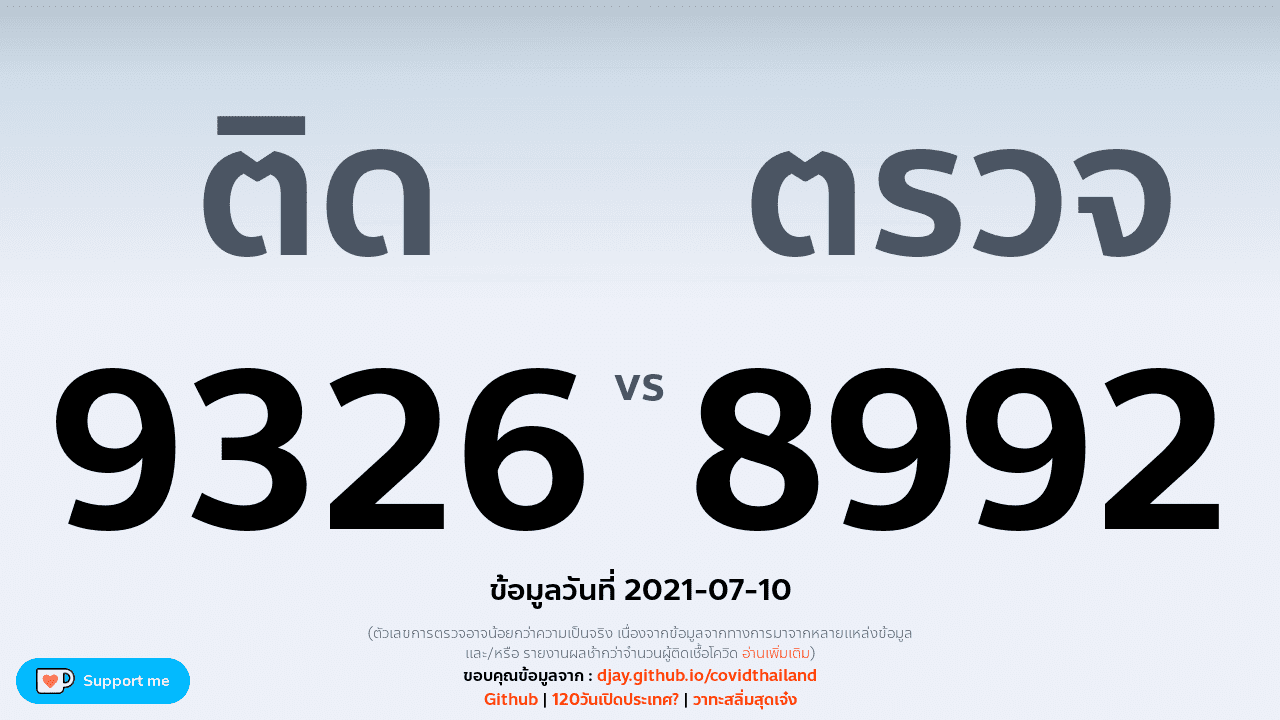 ติด ตรวจ
9326 vs 8992
ข้อมูลวันที่ 2021-07-10
(ตัวเลขการตรวจอาจน้อยกว่าความเป็นจริง เนื่องจากข้อมูลจากทางการมาจากหลายแหล่งข้อมูล
และ/หรือ รายงานผลช้ากว่าจำนวนผู้ติดเชื้อโควิด อ่านเพิ่มเติม)
ขอบคุณข้อมูลจาก : djay.github.io/covidthailand
Github | 120วันเปิดประเทศ? | วาทะสลิ่มสุดเจ๋ง
Support me